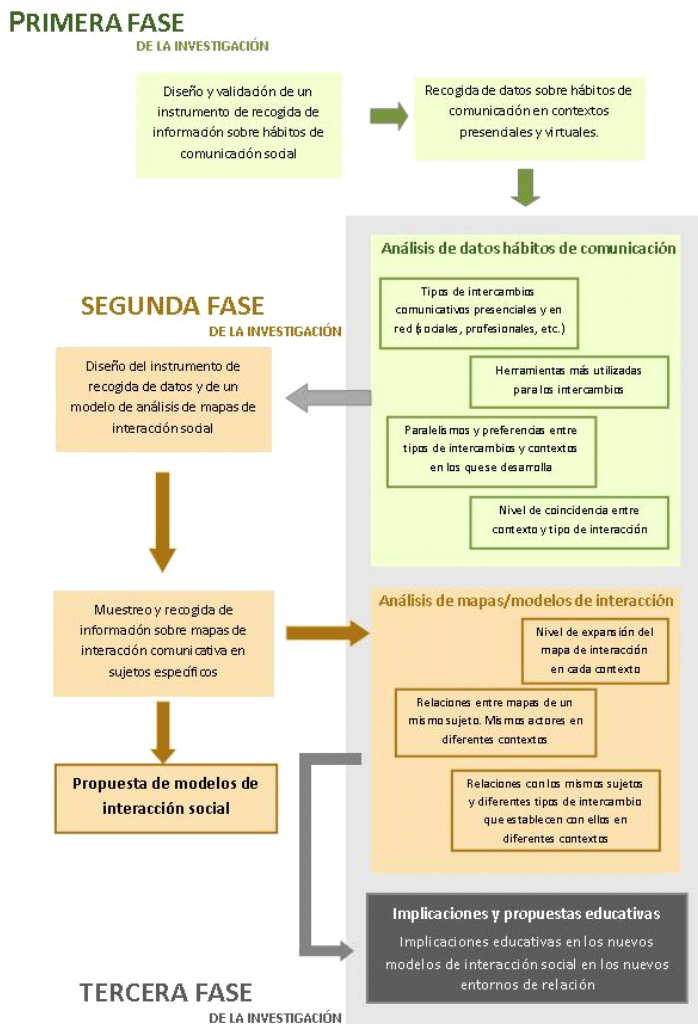 PRIMERA FASE
DE LA INVESTIGACIÓN
Diseño y validación de un
instrumento de recogida de
información sobre hábitos de
comunicación social
Recogida de datos sobre hábitos de
comunicación en contextos
presenciales y virtuales.
Análisis de datos hábitos de comunicación
Tipos de intercambios
comunicativos presenciales y en
red (sociales, profesionales, etc.)
Herramientas más utilizadas
para los intercambios
Paralelismos y preferencias entre
tipos de intercambios y contextos
en los que se desarrolla
Nivel de coincidencia entre
contexto y tipo de interacción
SEGUNDA FASE
DE LA INVESTIGACIÓN
Diseño del instrumento de
recogida de datos y de un
modelo de análisis de mapas de
interacción social
Muestreo y recogida de
información sobre mapas de
interacción comunicativa en
sujetos específicos
Propuesta de modelos de
interacción social
Análisis de mapas/modelos de interacción
Nivel de expansión del
mapa de interacción
en cada contexto
Relaciones entre mapas de un
mismo sujeto. Mismos actores en
diferentes contextos
Relaciones con los mismos sujetos
y diferentes tipos de intercambio
que establecen con ellos en
diferentes contextos
Implicaciones y propuestas educativas
Implicaciones educativas en los nuevos
modelos de interacción social en los nuevos
entornos de relación
TERCERA FASE
DE LA INVESTIGACIÓN